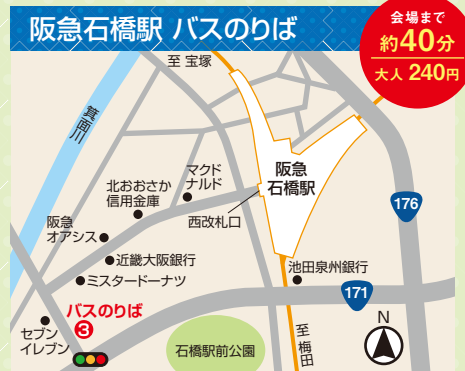 阪急石橋駅 バスのりば
会場まで
約40分
大人 240円
至 宝塚
箕面川
マクド
ナルド
北おおさか
信用金庫
阪急
石橋駅
西改札口
176
阪急
オアシス
近畿大阪銀行
ミスタードーナツ
池田泉州銀行
171
バスのりば
3
セブン
イレブン
石橋駅前公園
至 梅田
N